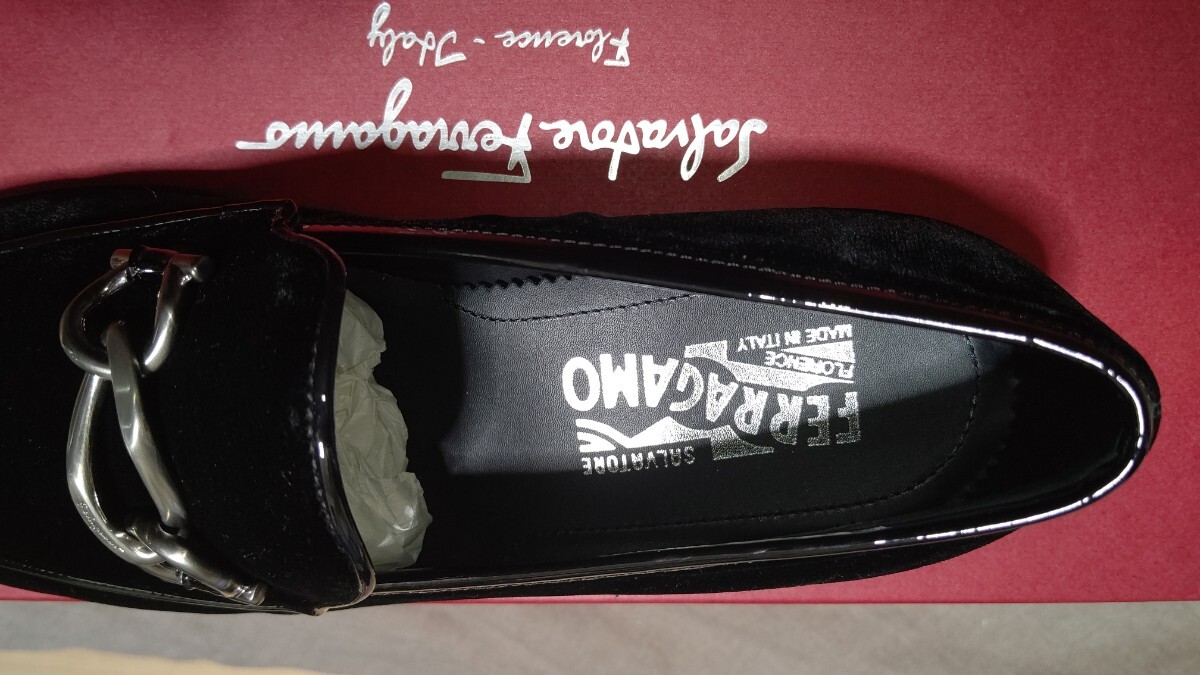 Salvatore Ferragamo
Florence - Italy
SALVATORE
FERRAGAMO
FLORENCE
MADE IN ITALY